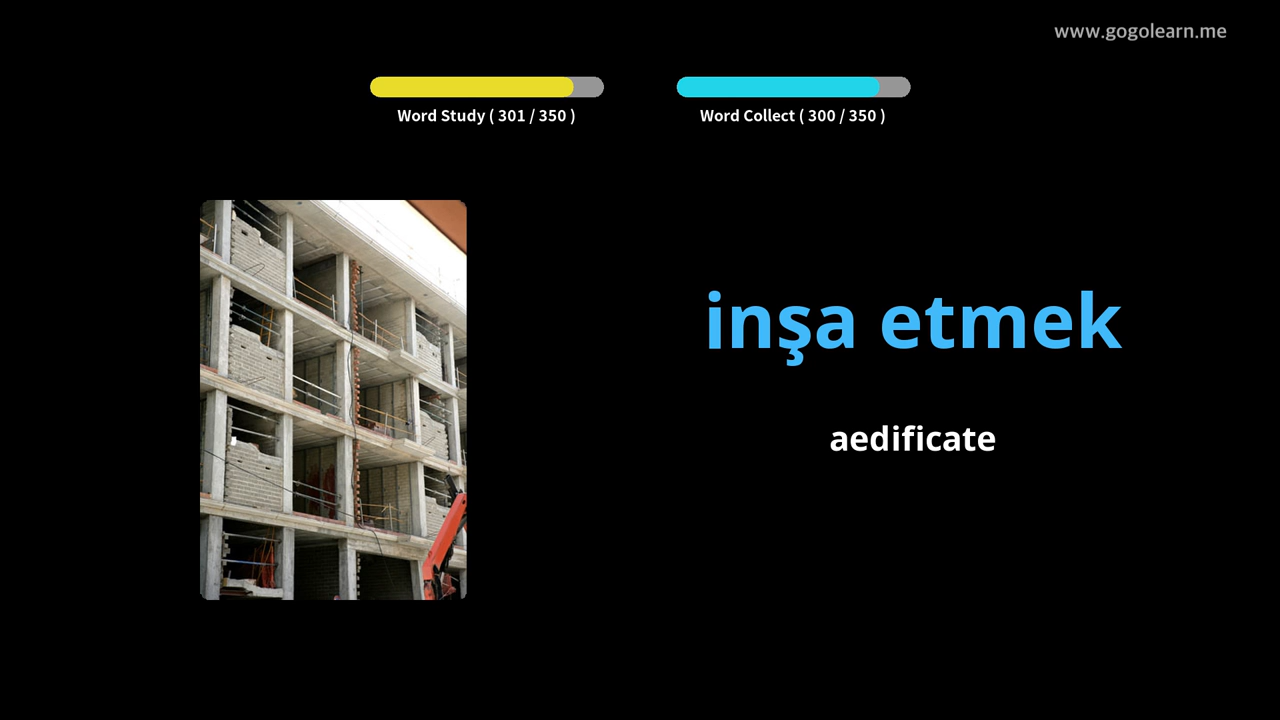 www.gogolearn.me
Word Study ( 301 / 350 )
Word Collect ( 300 / 350 )
inşa etmek
aedificate